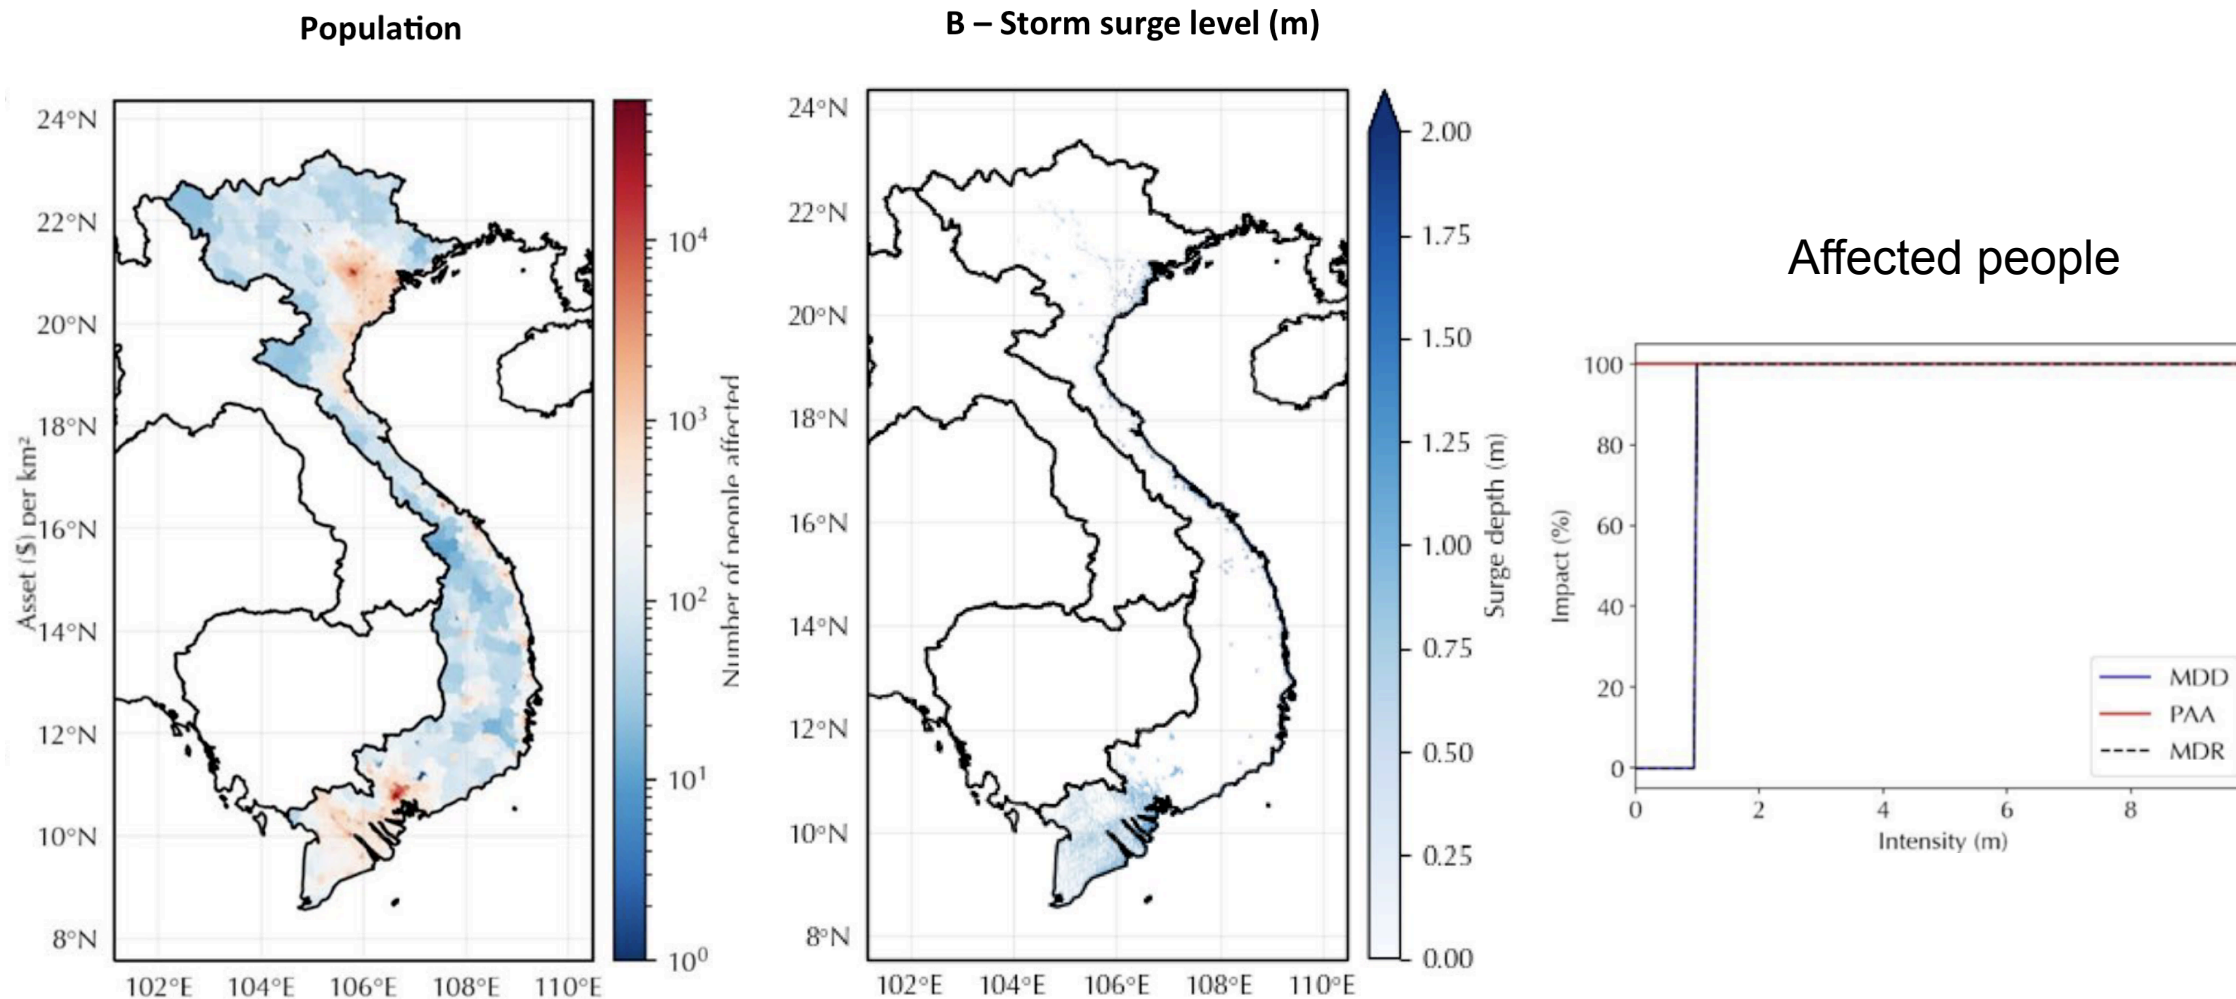 Population
24°N
22°N
20°N
18°N
16°N
14°N
12°N
10°N
8°N
102°E 104°E 106°E 108°E 110°E
Asset ($) per km²
10⁴
10³
10²
10¹
10⁰
Number of people affected
B – Storm surge level (m)
24°N
22°N
20°N
18°N
16°N
14°N
12°N
10°N
8°N
102°E 104°E 106°E 108°E 110°E
2.00
1.75
1.50
1.25
1.00
0.75
0.50
0.25
0.00
Surge depth (m)
Affected people
100
80
60
40
20
0
Impact (%)
0 2 4 6 8
Intensity (m)
MDD
PAA
MDR